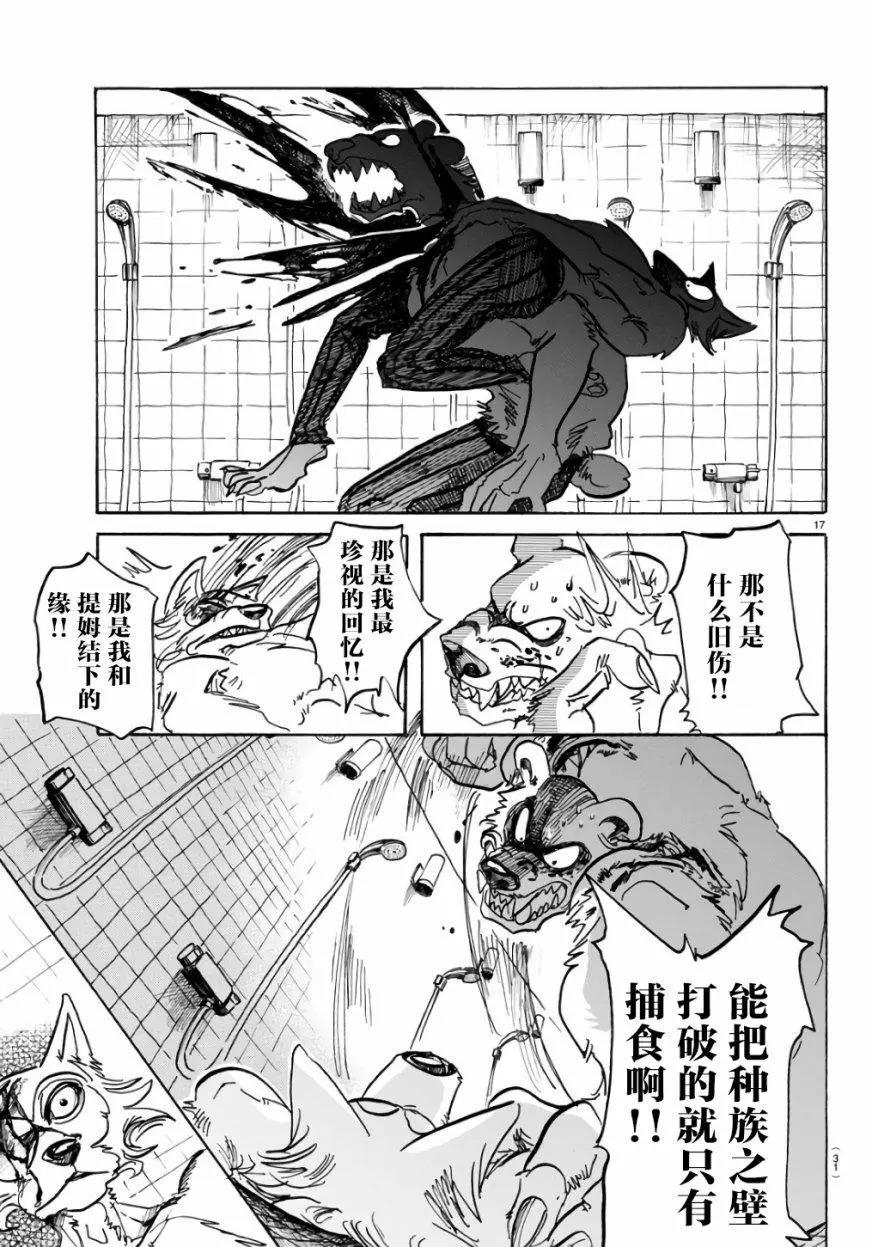 17
那不是
什么旧伤!!
那是我最
珍视的回忆!!
那是我和
提姆结下的
缘!!
能把种族之壁
打破的就只有
捕食啊!!
(31)